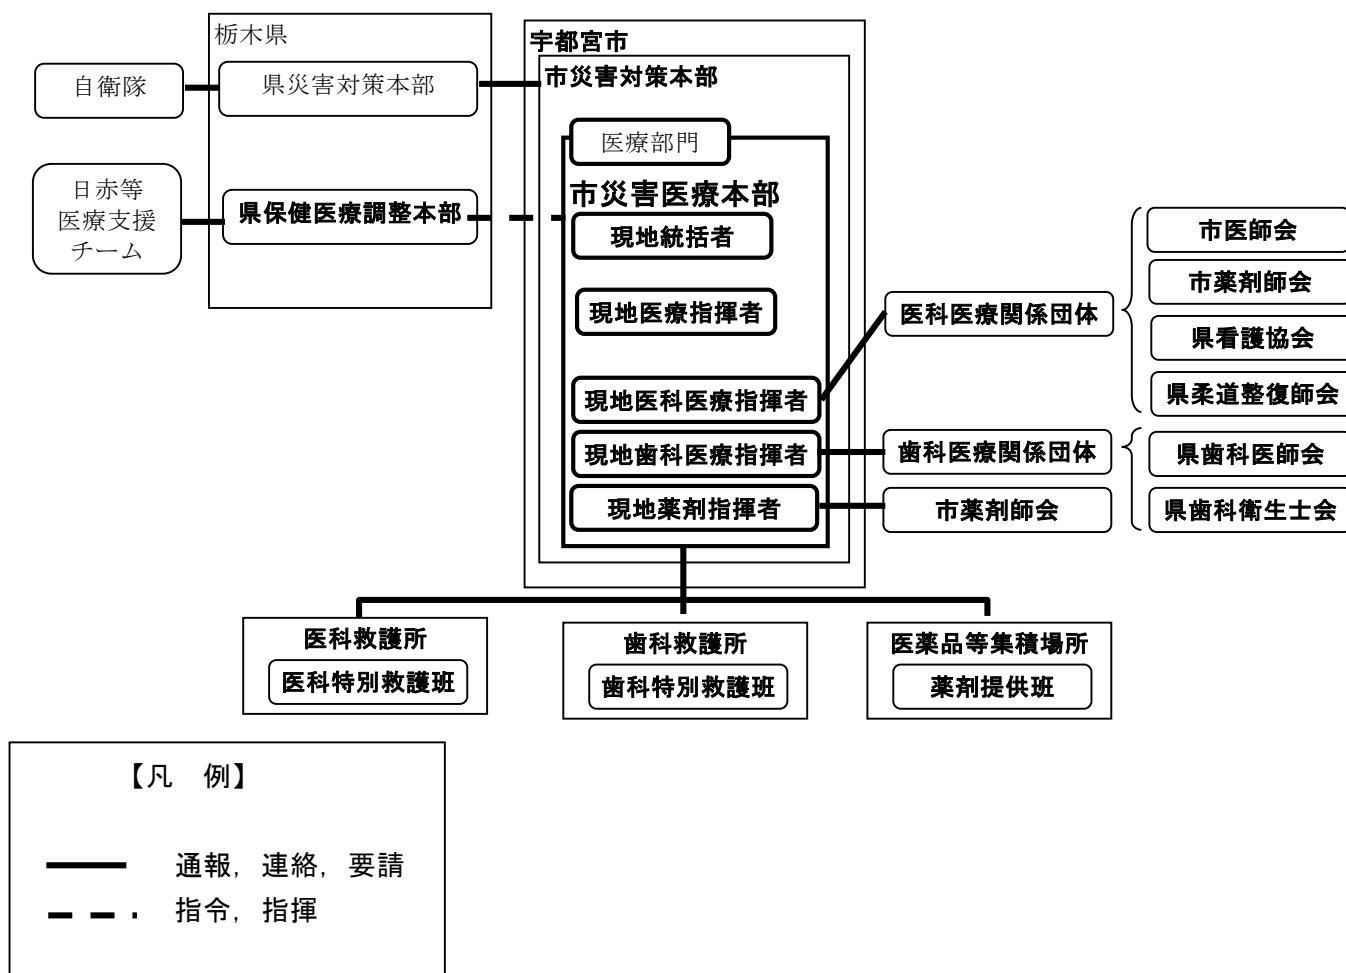 栃木県
自衛隊
県災害対策本部
日赤等
医療支援
チーム
県保健医療調整本部
宇都宮市
市災害対策本部
医療部門
市災害医療本部
現地統括者
現地医療指揮者
現地医科医療指揮者
現地歯科医療指揮者
現地薬剤指揮者
医科医療関係団体
歯科医療関係団体
市薬剤師会
市医師会
市薬剤師会
県看護協会
県柔道整復師会
県歯科医師会
県歯科衛生士会
医科救護所
医科特別救護班
歯科救護所
歯科特別救護班
医薬品等集積場所
薬剤提供班
【凡　例】
通報，連絡，要請
指令，指揮